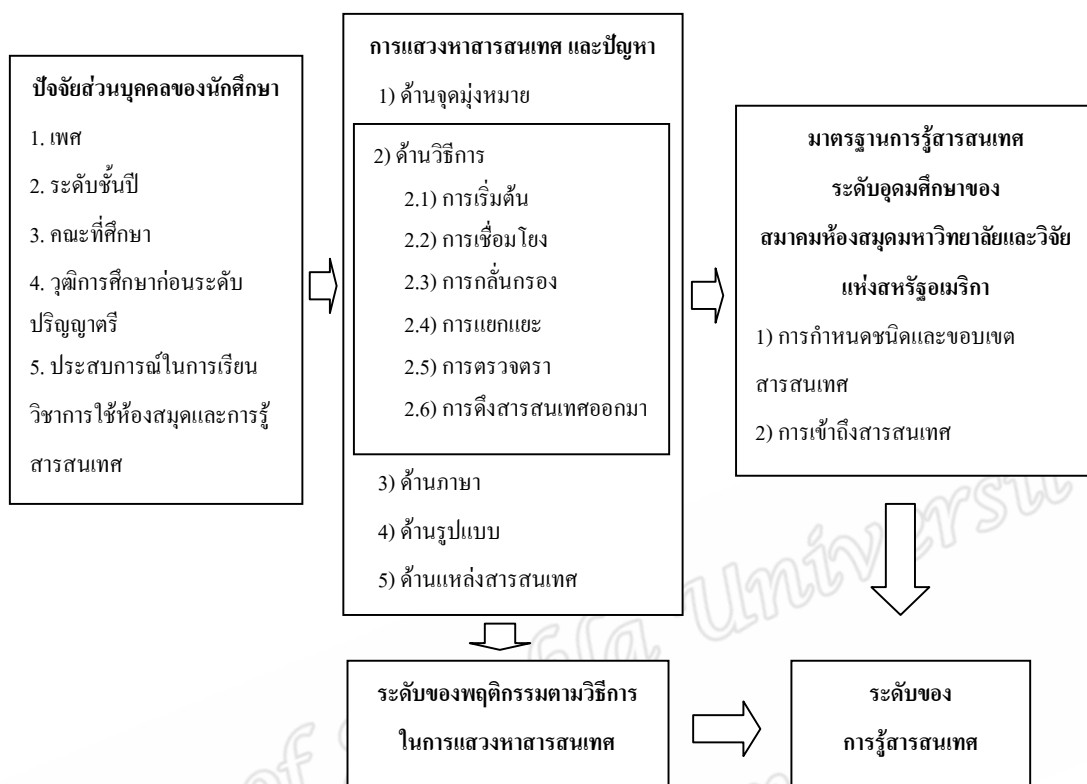 ปัจจัยส่วนบุคคลของนักศึกษา
1. เพศ
2. ระดับชั้นปี
3. คณะที่ศึกษา
4. วุฒิการศึกษาก่อนระดับ
ปริญญาตรี
5. ประสบการณ์ในการเรียน
วิชาการใช้ห้องสมุดและการรู้
สารสนเทศ
การแสวงหาสารสนเทศ และปัญหา
1) ด้านจุดมุ่งหมาย
2) ด้านวิธีการ
2.1) การเริ่มต้น
2.2) การเชื่อมโยง
2.3) การกลั่นกรอง
2.4) การแยกแยะ
2.5) การตรวจตรา
2.6) การดึงสารสนเทศออกมา
3) ด้านภาษา
4) ด้านรูปแบบ
5) ด้านแหล่งสารสนเทศ
มาตรฐานการรู้สารสนเทศ
ระดับอุดมศึกษาของ
สมาคมห้องสมุดมหาวิทยาลัยและวิจัย
แห่งสหรัฐอเมริกา
1) การกำหนดชนิดและขอบเขต
สารสนเทศ
2) การเข้าถึงสารสนเทศ
ระดับของพฤติกรรมตามวิธีการ
ในการแสวงหาสารสนเทศ
ระดับของ
การรู้สารสนเทศ
of